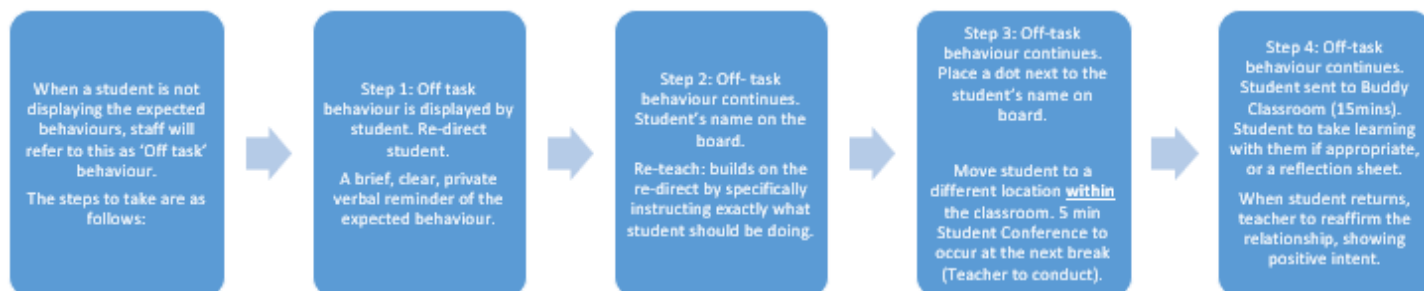 When a student is not
displaying the expected
behaviours, staff will
refer to this as ‘Off task’
behaviour.
The steps to take are as
follows:
Step 1: Off task
behaviour is displayed by
student. Re-direct
student.
A brief, clear, private
verbal reminder of the
expected behaviour.
Step 2: Off- task
behaviour continues.
Student’s name on the
board.
Re-teach: builds on the
re-direct by specifically
instructing exactly what
student should be doing.
Step 3: Off-task
behaviour continues.
Place a dot next to the
student’s name on
board.
Move student to a
different location within
the classroom. 5 min
Student Conference to
occur at the next break
(Teacher to conduct).
Step 4: Off-task
behaviour continues.
Student sent to Buddy
Classroom (15mins).
Student to take learning
with them if appropriate,
or a reflection sheet.
When student returns,
teacher to reaffirm the
relationship, showing
positive intent.